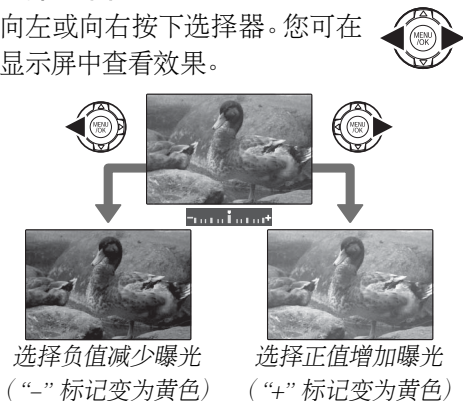 向左或向右按下选择器。您可在
显示屏中查看效果。
MENU
/OK
MENU
/OK
MENU
/OK
- i +
选择负值减少曝光
(“–” 标记变为黄色)
选择正值增加曝光
(“+” 标记变为黄色)